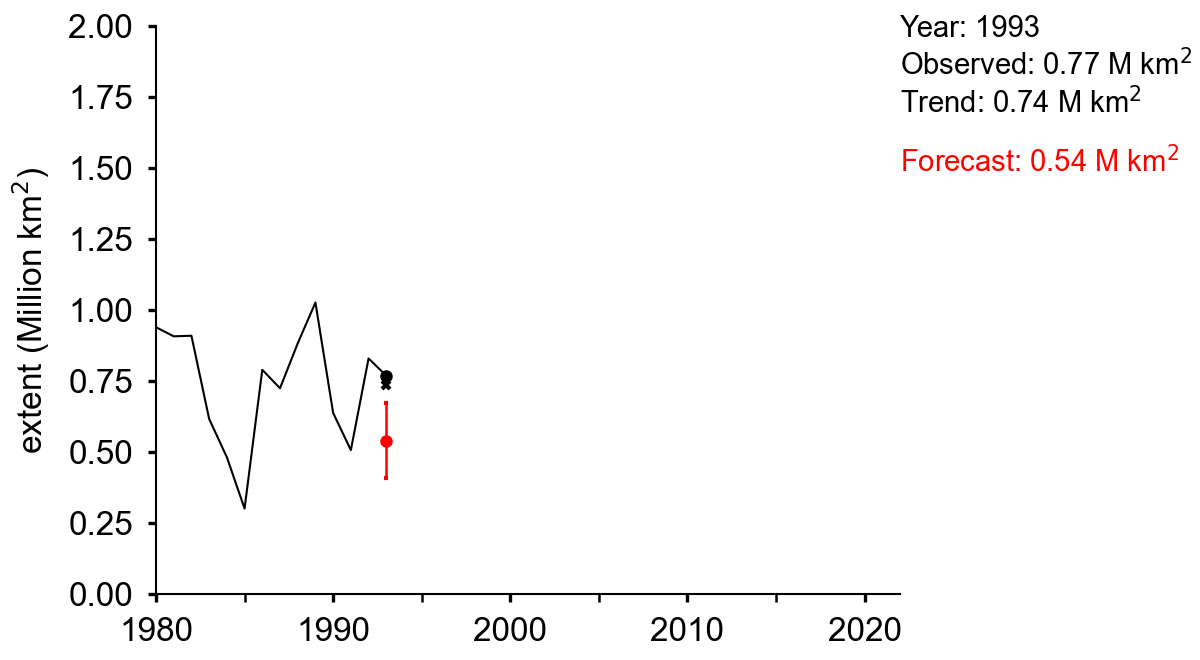 2.00
1.75
1.50
1.25
1.00
0.75
0.50
0.25
0.00
extent (Million km²)
1980 1990 2000 2010 2020
Year: 1993
Observed: 0.77 M km²
Trend: 0.74 M km²
Forecast: 0.54 M km²